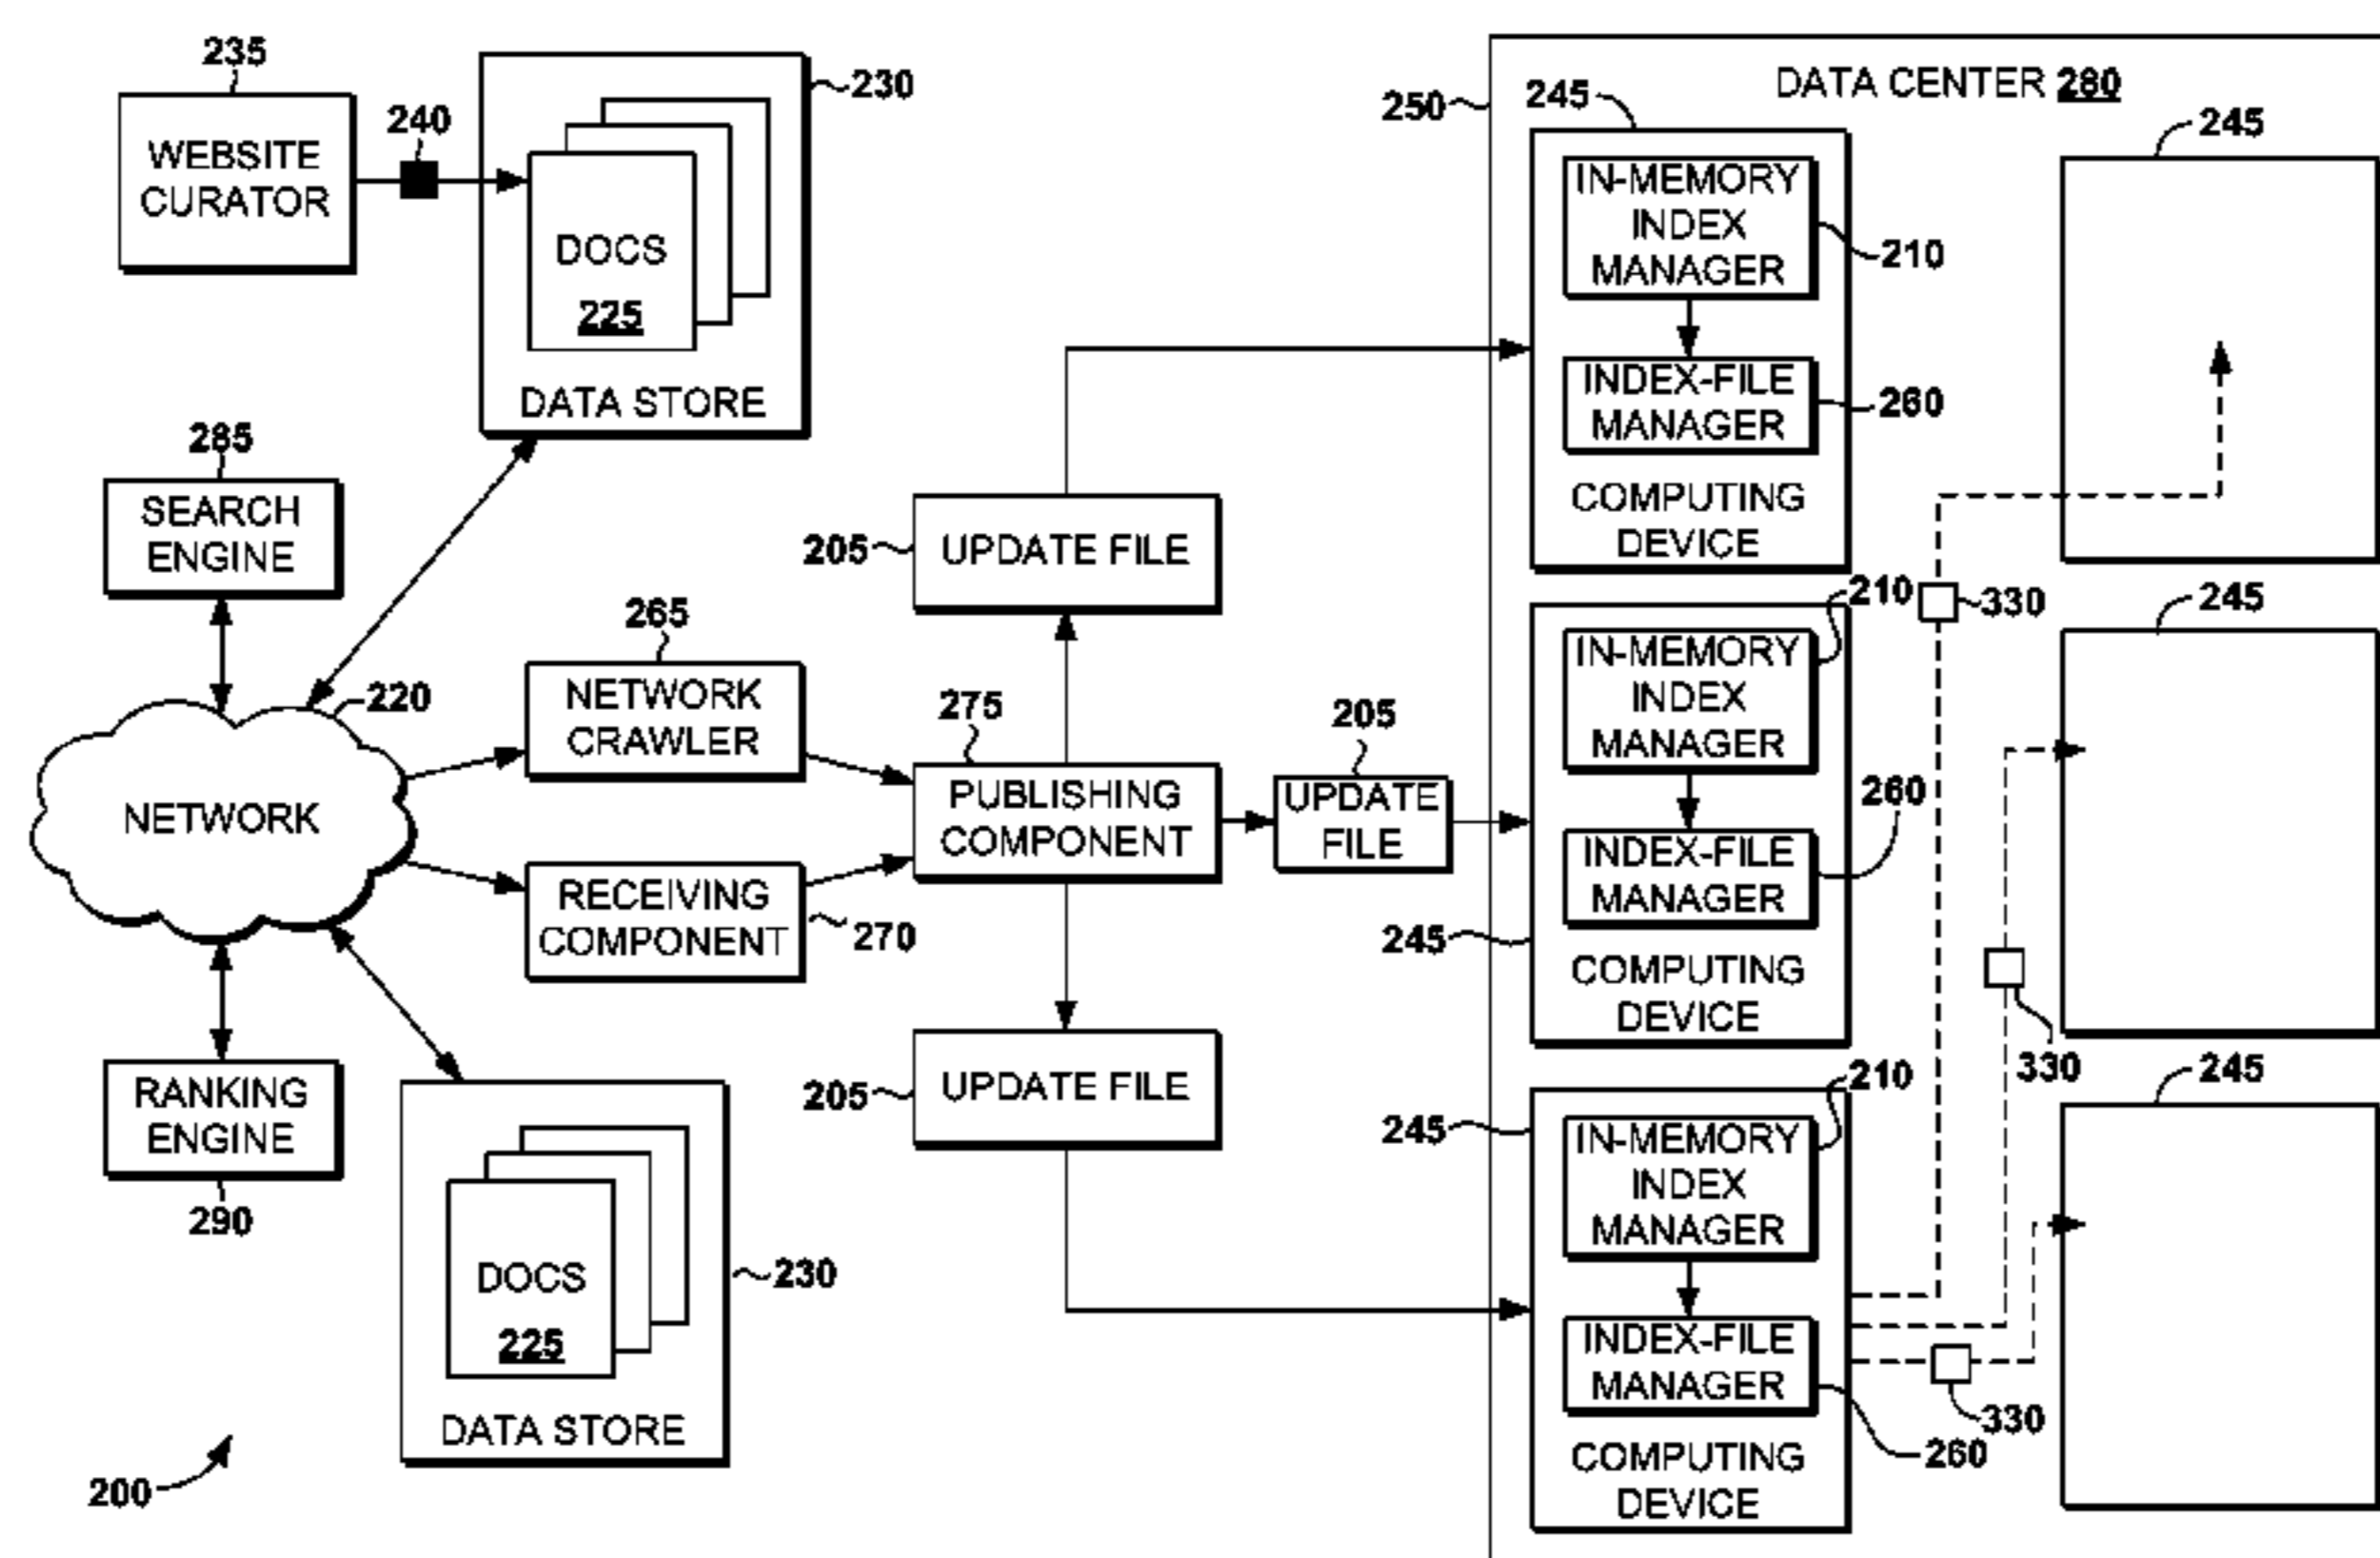 235
WEBSITE
CURATOR
240
230
DOCS
225
DATA STORE
285
SEARCH
ENGINE
220
NETWORK
265
NETWORK
CRAWLER
RECEIVING
COMPONENT
270
RANKING
ENGINE
290
DOCS
225
DATA STORE
230
200
205
UPDATE FILE
275
PUBLISHING
COMPONENT
205
UPDATE
FILE
205
UPDATE FILE
DATA CENTER 280
250
245
IN-MEMORY
INDEX
MANAGER
210
INDEX-FILE
MANAGER
260
COMPUTING
DEVICE
210
IN-MEMORY
INDEX
MANAGER
260
INDEX-FILE
MANAGER
245
COMPUTING
DEVICE
210
245
IN-MEMORY
INDEX
MANAGER
INDEX-FILE
MANAGER
260
COMPUTING
DEVICE
245
330
245
330
245
330